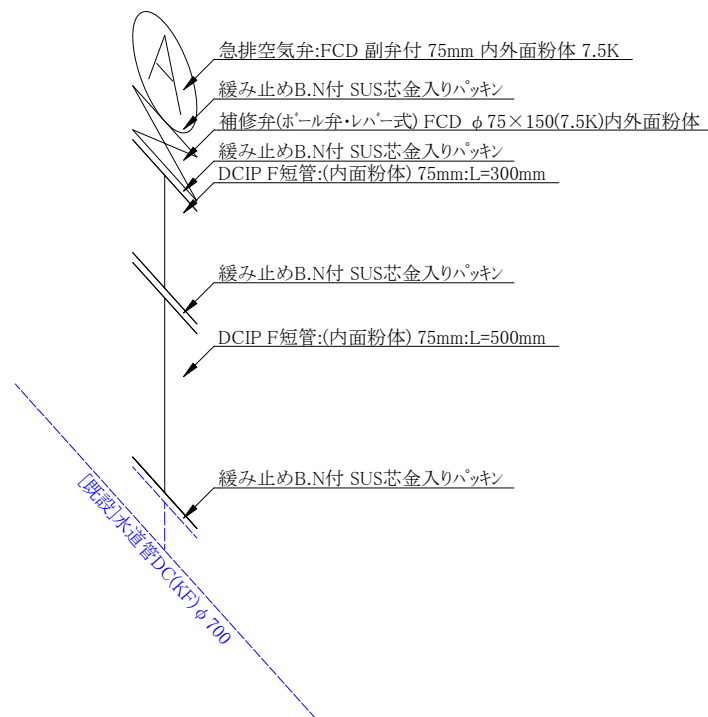 急排空気弁:FCD 副弁付 75mm 内外面粉体 7.5K
緩み止めB.N付 SUS芯金入りパッキン
補修弁(ボール弁・レバー式) FCD φ75×150(7.5K)内外面粉体
緩み止めB.N付 SUS芯金入りパッキン
DCIP F短管:(内面粉体) 75mm:L=300mm
緩み止めB.N付 SUS芯金入りパッキン
DCIP F短管:(内面粉体) 75mm:L=500mm
緩み止めB.N付 SUS芯金入りパッキン
[既設]水道管DC(KF)φ700